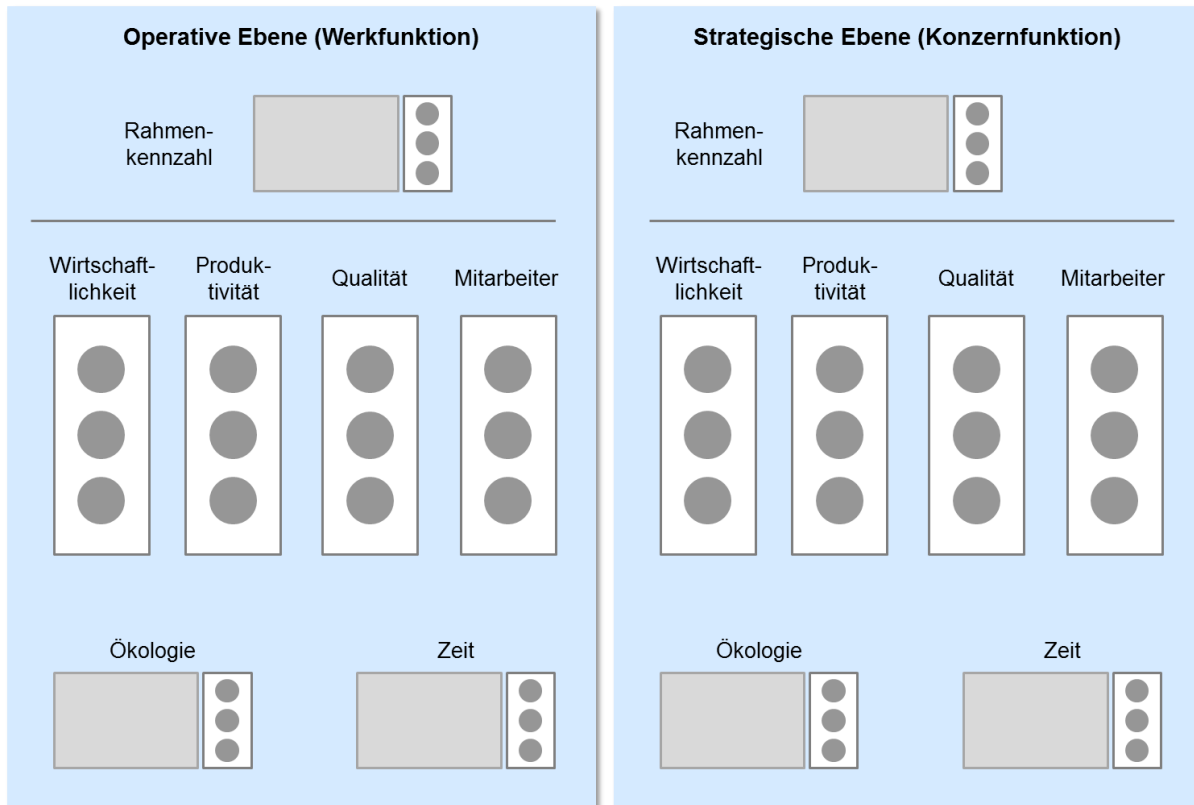 Operative Ebene (Werkfunktion)
Rahmen-
kennzahl
Wirtschaft-
lichkeit
Produk-
tivität
Qualität
Mitarbeiter
Ökologie
Zeit
Strategische Ebene (Konzernfunktion)
Rahmen-
kennzahl
Wirtschaft-
lichkeit
Produk-
tivität
Qualität
Mitarbeiter
Ökologie
Zeit